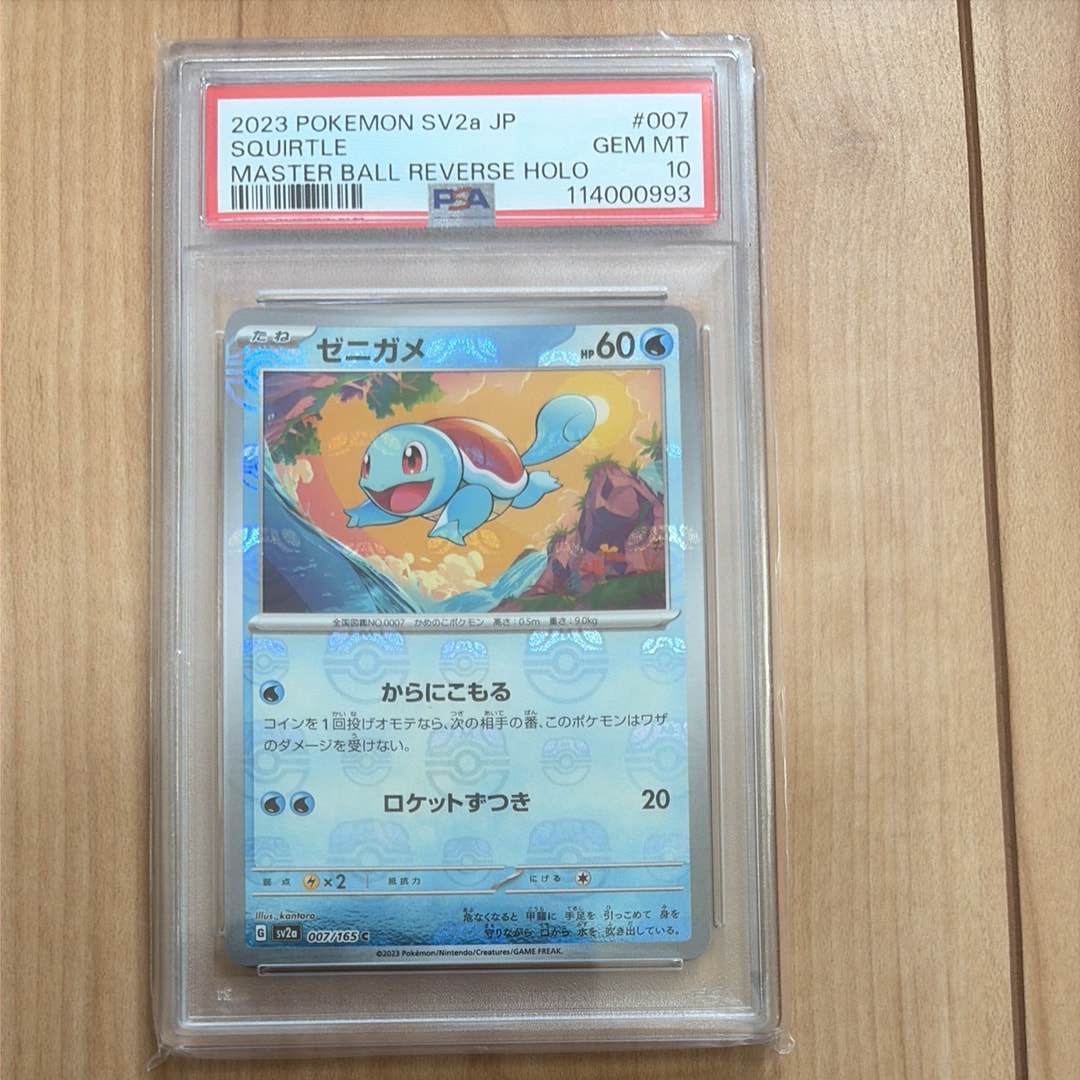 2023 POKEMON SV2a JP #007
SQUIRTLE GEM MT
MASTER BALL REVERSE HOLO 10
PSA 114000993
たね ゼニガメ HP60
全国図鑑NO.0007 かめのこポケモン 高さ:0.5m 重さ:9.0kg
からにこもる
コインを1回投げオモテなら、次の相手の番、このポケモンはワザ
のダメージを受けない。
ロケットずつき 20
弱点 ×2 抵抗力 にげる
Illus. kantaro
危なくなると 甲羅に 手足を 引っこめて 身を
守りながら 口から 水を 吹き出している。
G sv2a 007/165 C
©2023 Pokémon/Nintendo/Creatures/GAME FREAK.